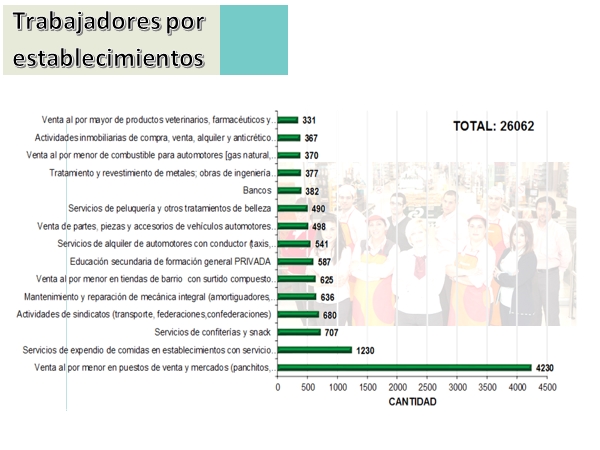 Trabajadores por
establecimientos
TOTAL: 26062
Venta al por mayor de productos veterinarios, farmacéuticos y.. 331
Actividades inmobiliarias de compra, venta, alquiler y anticrético.. 367
Venta al por menor de combustible para automotores [gas natural,.. 370
Tratamiento y revestimiento de metales; obras de ingeniería.. 377
Bancos 382
Servicios de peluquería y otros tratamientos de belleza 490
Venta de partes, piezas y accesorios de vehículos automotores.. 498
Servicios de alquiler de automotores con conductor (taxis,.. 541
Educación secundaria de formación general PRIVADA 587
Venta al por menor en tiendas de barrio con surtido compuesto.. 625
Mantenimiento y reparación de mecánica integral (amortiguadores,.. 636
Actividades de sindicatos (transporte, federaciones,confederaciones) 680
Servicios de confiterías y snack 707
Servicios de expendio de comidas en establecimientos con servicio.. 1230
Venta al por menor en puestos de venta y mercados (panchitos,.. 4230
0 500 1000 1500 2000 2500 3000 3500 4000 4500
CANTIDAD